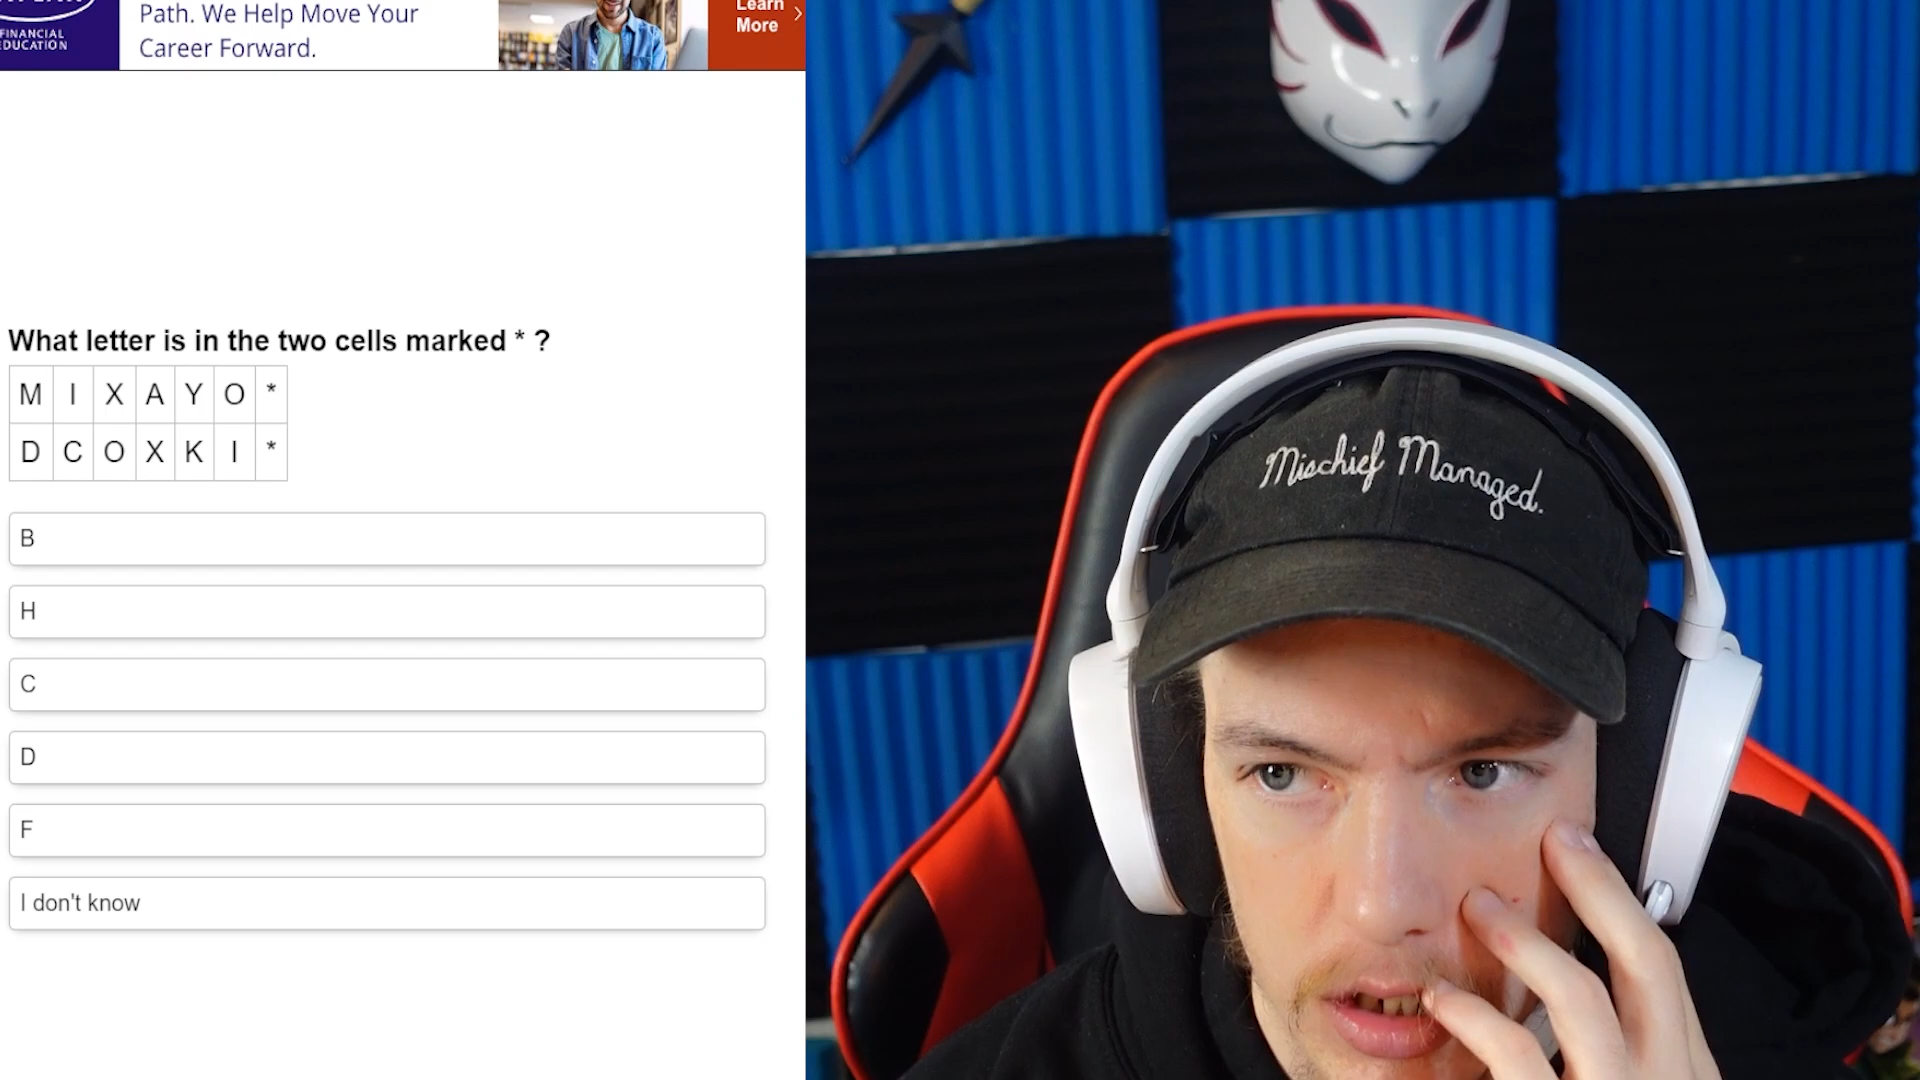 FINANCIAL
EDUCATION
Path. We Help Move Your
Career Forward.
Learn
More
What letter is in the two cells marked * ?
M I X A Y O *
D C O X K I *
B
H
C
D
F
I don't know
Mischief Managed.